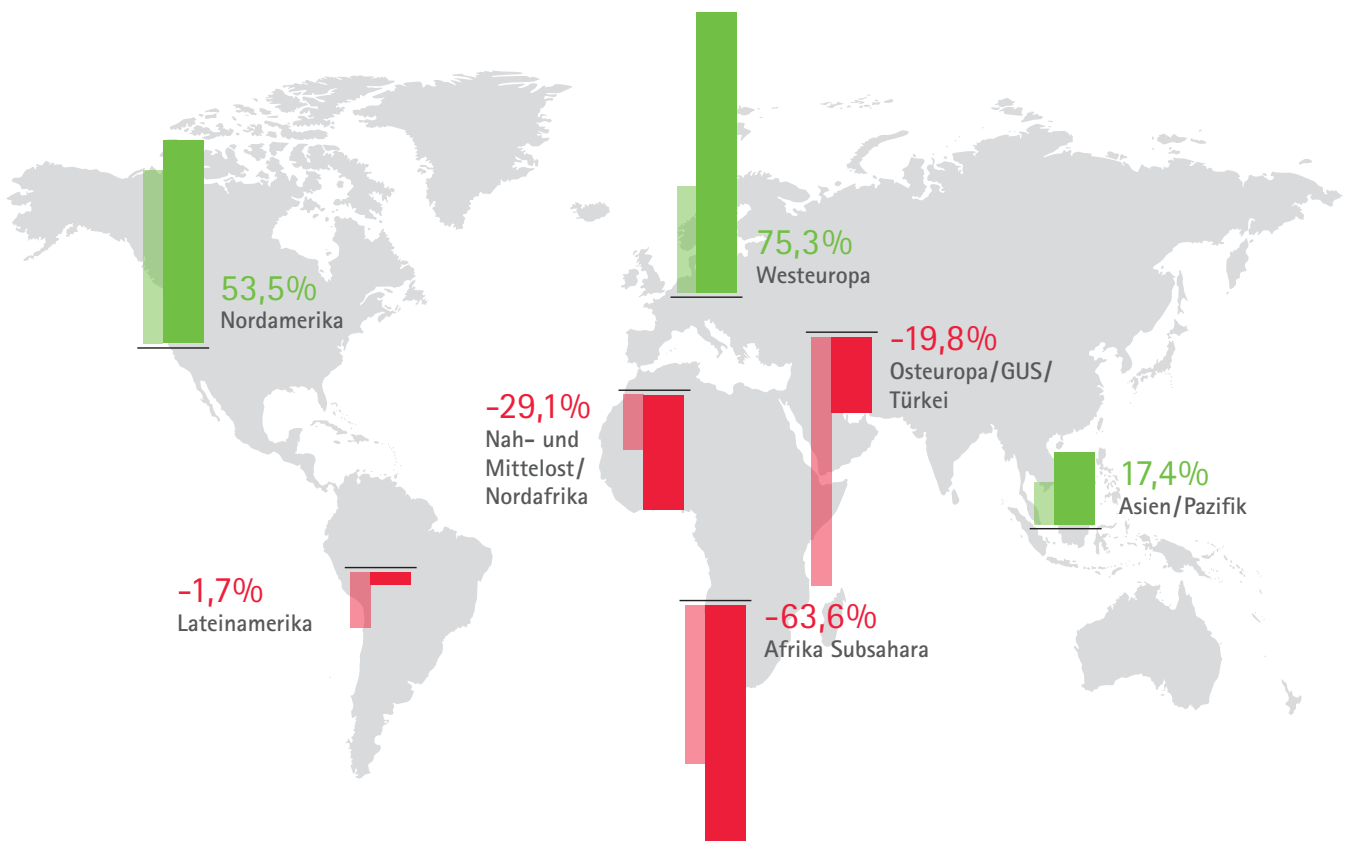 75,3%
Westeuropa
53,5%
Nordamerika
-19,8%
Osteuropa/GUS/
Türkei
-29,1%
Nah- und
Mittelost/
Nordafrika
17,4%
Asien/Pazifik
-1,7%
Lateinamerika
-63,6%
Afrika Subsahara